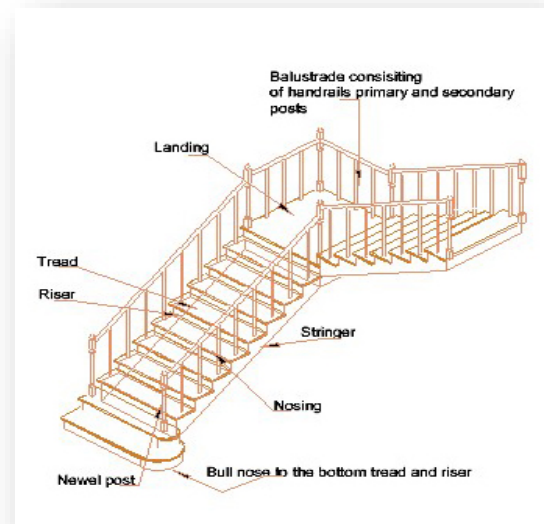 Balustrade consisiting
of handrails primary and secondary
posts
Landing
Tread
Riser
Stringer
Nosing
Newel post
Bull nose to the bottom tread and riser